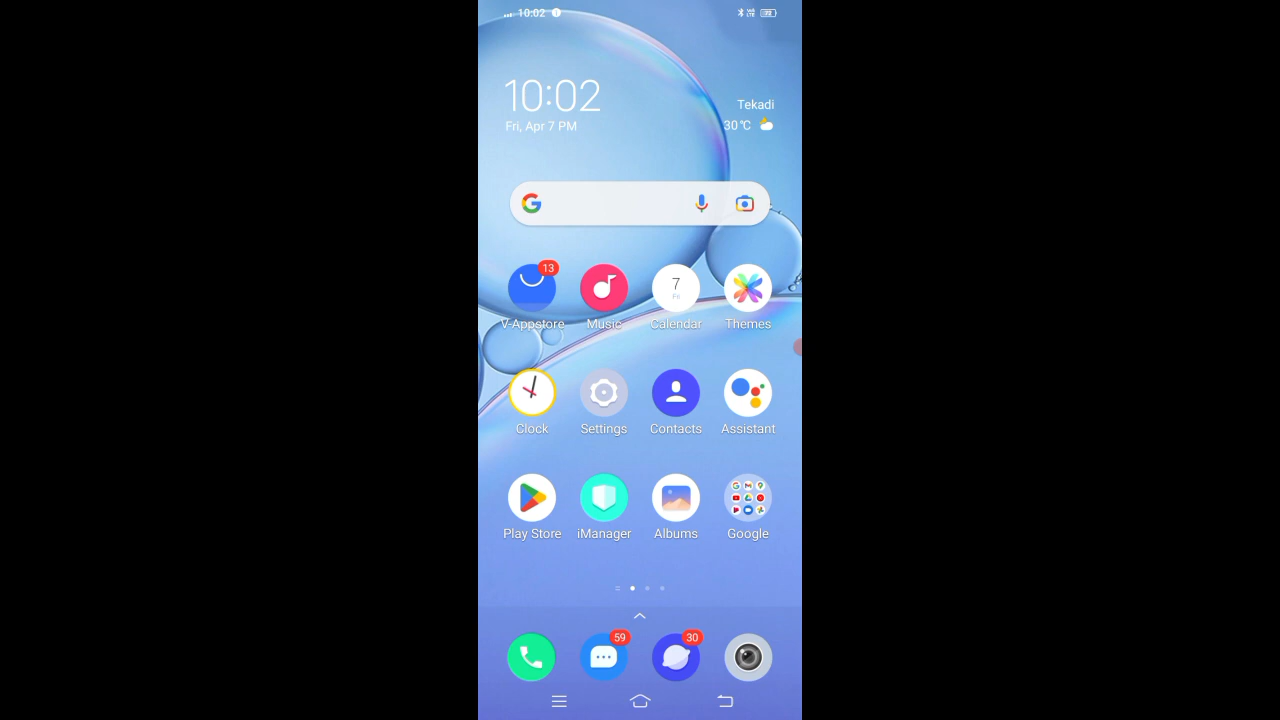 10:02
10:02
Fri, Apr 7 PM
Tekadi
30°C
13
7
Fri
V-Appstore
Music
Calendar
Themes
Clock
Settings
Contacts
Assistant
Play Store
iManager
Albums
Google
59
30